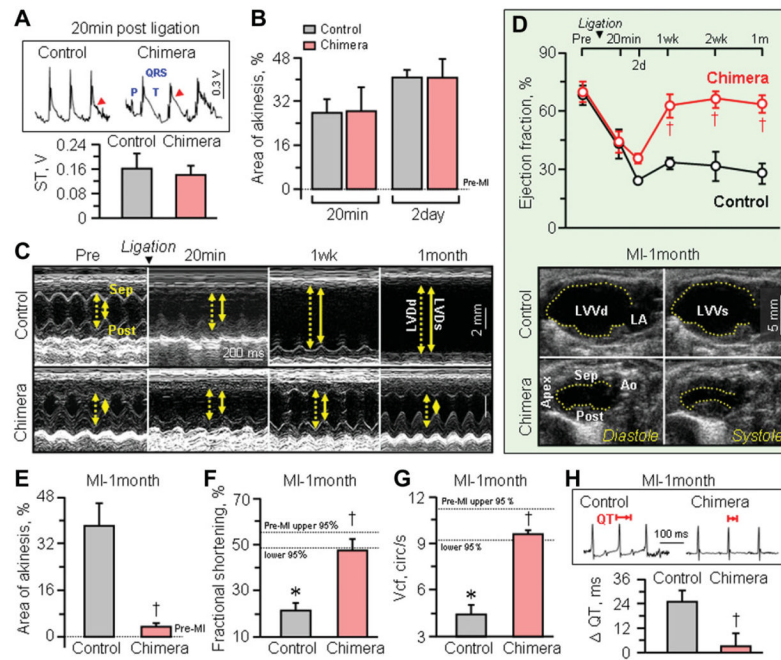 A
20min post ligation
Control
Chimera
QRS
P
T
0.3 V
Control
Chimera
ST, V
0.24
0.16
0.08
0
B
Control
Chimera
Area of akinesis, %
48
32
16
0
Pre-MI
20min
2day
C
Ligation
Pre
20min
1wk
1month
Control
Sep
Post
200 ms
LVDd
LVDs
2 mm
Chimera
D
Ligation
Pre
20min
2d
1wk
2wk
1m
Ejection fraction, %
90
60
30
0
Chimera
† † †
Control
MI-1month
Control
LVVd
LA
LVVs
5 mm
Chimera
Apex
Sep
Ao
Post
Diastole
Systole
E
MI-1month
Area of akinesis, %
48
32
16
0
†
Pre-MI
Control
Chimera
F
MI-1month
Fractional shortening, %
70
50
30
10
Pre-MI upper 95%
lower 95%
*
†
Control
Chimera
G
MI-1month
Vcf, circ/s
12
9
6
3
Pre-MI upper 95 %
lower 95 %
*
†
Control
Chimera
H
MI-1month
Control
Chimera
QT
100 ms
Δ QT, ms
36
24
12
0
Control
Chimera
†